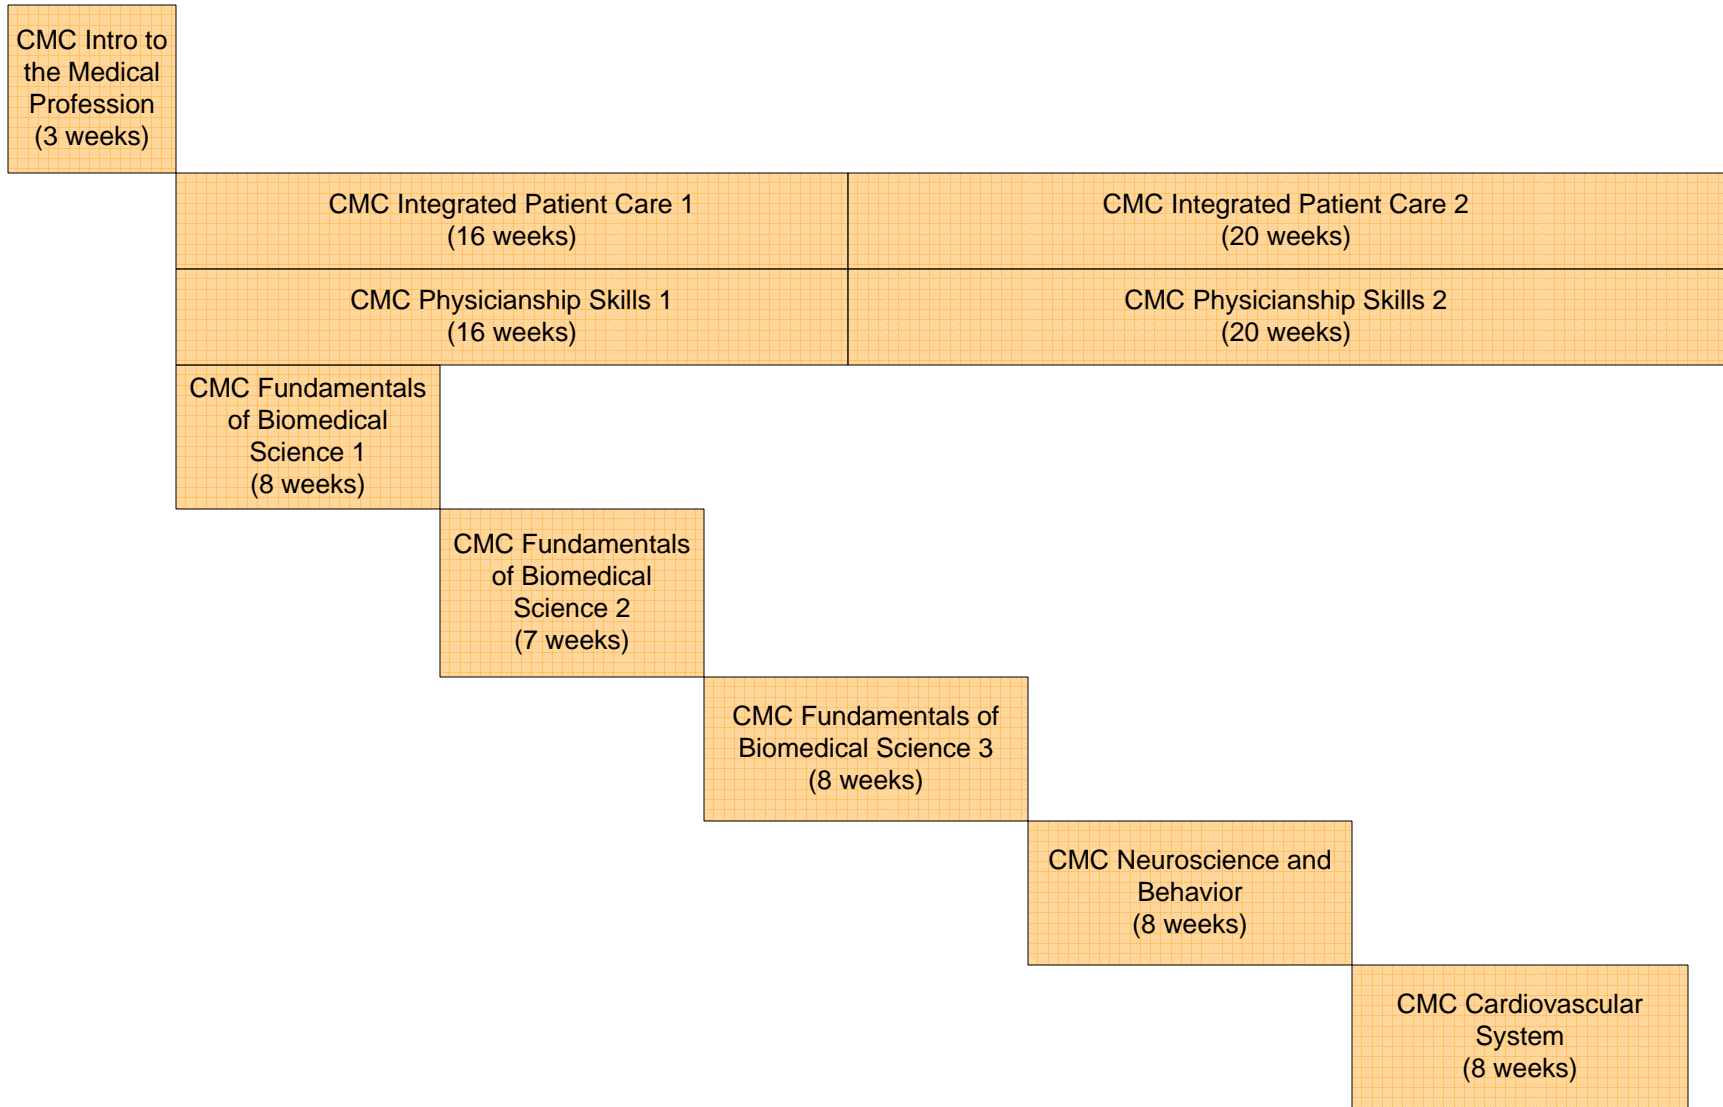 CMC Intro to
the Medical
Profession
(3 weeks)
CMC Integrated Patient Care 1
(16 weeks)
CMC Integrated Patient Care 2
(20 weeks)
CMC Physicianship Skills 1
(16 weeks)
CMC Physicianship Skills 2
(20 weeks)
CMC Fundamentals
of Biomedical
Science 1
(8 weeks)
CMC Fundamentals
of Biomedical
Science 2
(7 weeks)
CMC Fundamentals of
Biomedical Science 3
(8 weeks)
CMC Neuroscience and
Behavior
(8 weeks)
CMC Cardiovascular
System
(8 weeks)